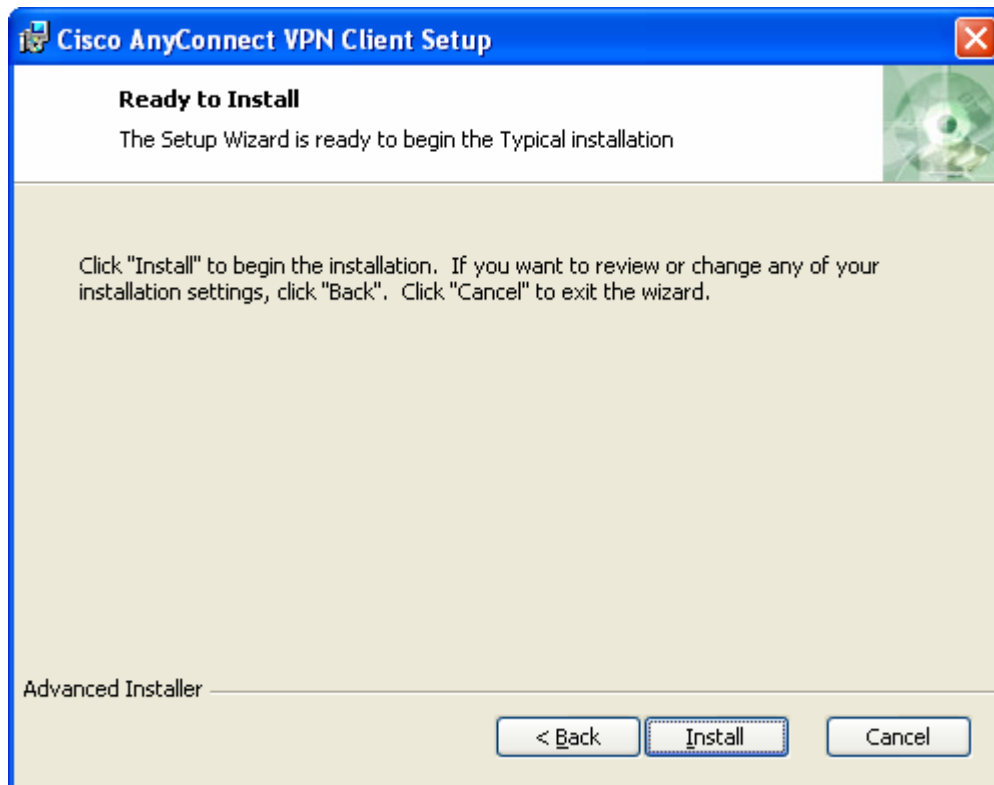 Cisco AnyConnect VPN Client Setup
Ready to Install
The Setup Wizard is ready to begin the Typical installation
Click "Install" to begin the installation.  If you want to review or change any of your
installation settings, click "Back".  Click "Cancel" to exit the wizard.
Advanced Installer
< Back
Install
Cancel